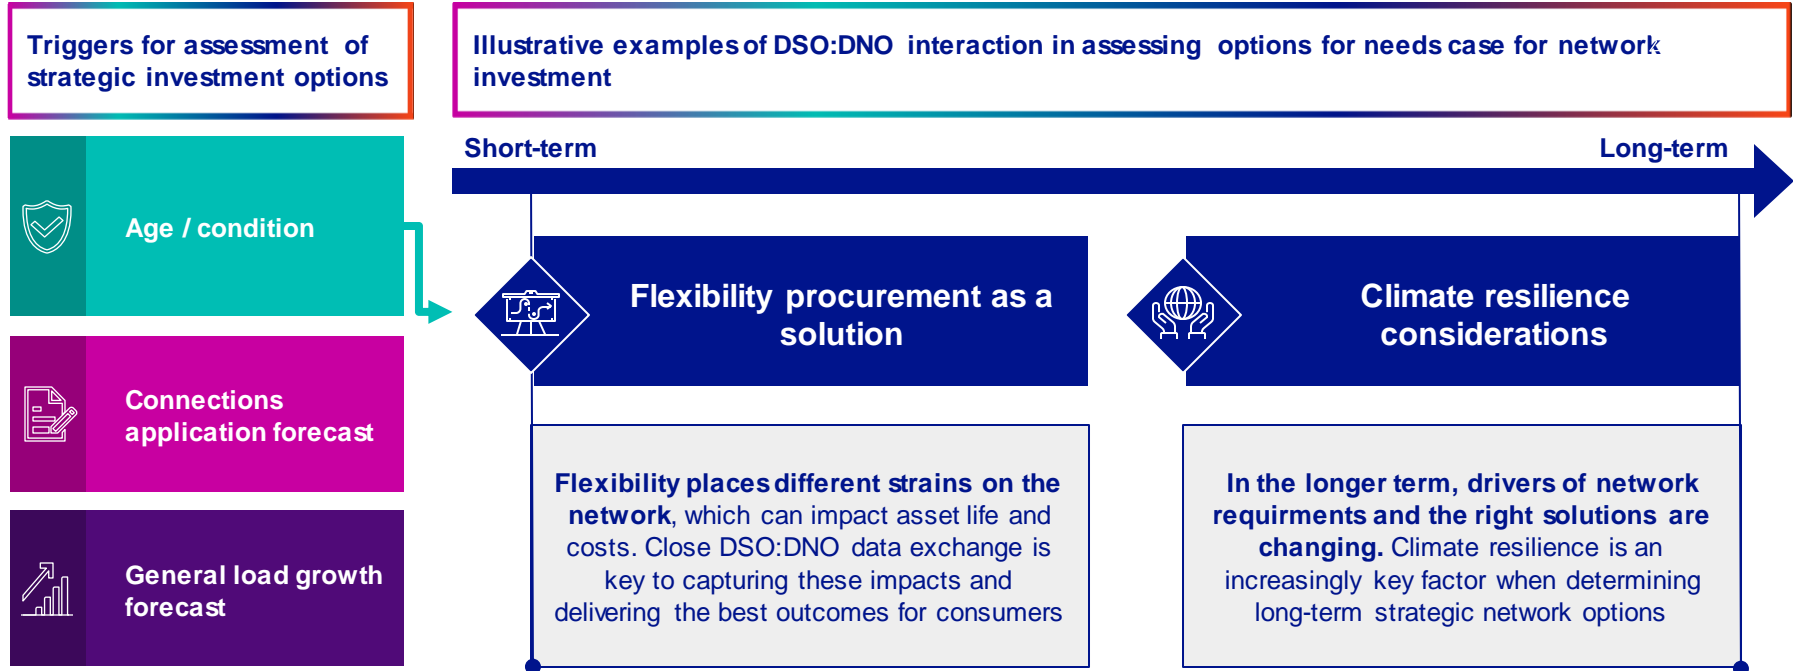 Triggers for assessment of
strategic investment options
Illustrative examples of DSO:DNO interaction in assessing options for needs case for network
investment
Short-term
Long-term
Age / condition
Connections
application forecast
General load growth
forecast
Flexibility procurement as a
solution
Climate resilience
considerations
Flexibility places different strains on the
network, which can impact asset life and
costs. Close DSO:DNO data exchange is
key to capturing these impacts and
delivering the best outcomes for consumers
In the longer term, drivers of network
requirments and the right solutions are
changing. Climate resilience is an
increasingly key factor when determining
long-term strategic network options